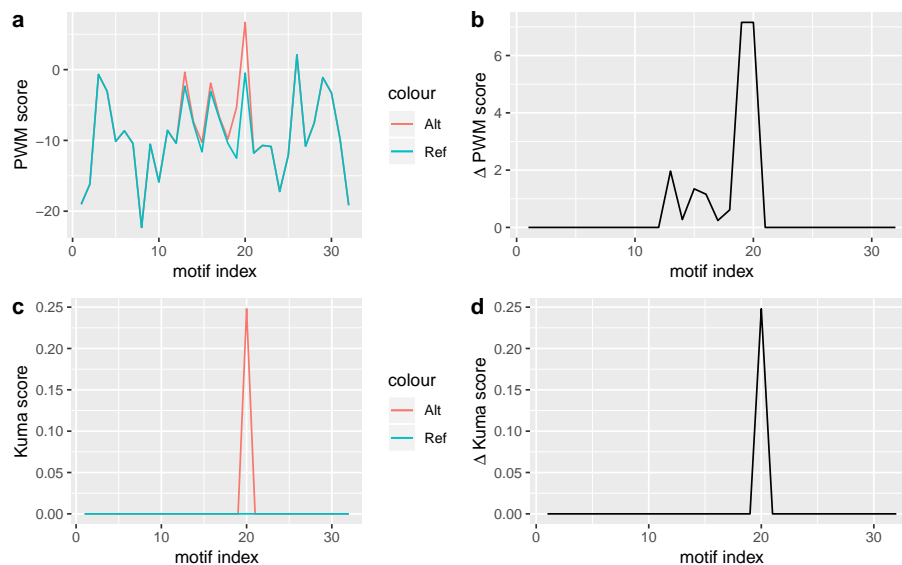 a
PWM score
0
−10
−20
0
10
20
30
motif index
colour
Alt
Ref
b
Δ PWM score
6
4
2
0
0
10
20
30
motif index
c
Kuma score
0.25
0.20
0.15
0.10
0.05
0.00
0
10
20
30
motif index
colour
Alt
Ref
d
Δ Kuma score
0.25
0.20
0.15
0.10
0.05
0.00
0
10
20
30
motif index